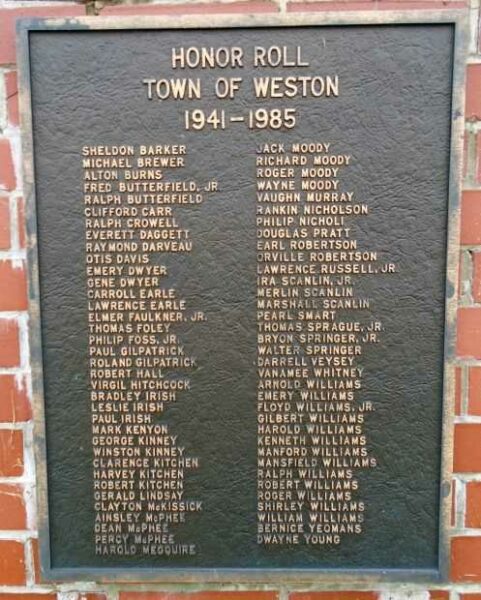 HONOR ROLL
TOWN OF WESTON
1941-1985
SHELDON BARKER
MICHAEL BREWER
ALTON BURNS
FRED BUTTERFIELD, JR.
RALPH BUTTERFIELD
CLIFFORD CARR
RALPH CROWELL
EVERETT DAGGETT
RAYMOND DARVEAU
OTIS DAVIS
EMERY DWYER
GENE DWYER
CARROLL EARLE
LAWRENCE EARLE
ELMER FAULKNER, JR.
THOMAS FOLEY
PHILIP FOSS, JR.
PAUL GILPATRICK
ROLAND GILPATRICK
ROBERT HALL
VIRGIL HITCHCOCK
BRADLEY IRISH
LESLIE IRISH
PAUL IRISH
MARK KENYON
GEORGE KINNEY
WINSTON KINNEY
CLARENCE KITCHEN
HARVEY KITCHEN
ROBERT KITCHEN
GERALD LINDSAY
CLAYTON McKISSICK
AINSLEY McPHEE
DEAN McPHEE
PERCY McPHEE
HAROLD MEGQUIRE
JACK MOODY
RICHARD MOODY
ROGER MOODY
WAYNE MOODY
VAUGHN MURRAY
RANKIN NICHOLSON
PHILIP NICHOLI
DOUGLAS PRATT
EARL ROBERTSON
ORVILLE ROBERTSON
LAWRENCE RUSSELL, JR.
IRA SCANLIN, JR.
MERLIN SCANLIN
MARSHALL SCANLIN
PEARL SMART
THOMAS SPRAGUE, JR.
BRYON SPRINGER, JR.
WALTER SPRINGER
DARRELL VEYSEY
VANAMEE WHITNEY
ARNOLD WILLIAMS
EMERY WILLIAMS
FLOYD WILLIAMS, JR.
GILBERT WILLIAMS
HAROLD WILLIAMS
KENNETH WILLIAMS
MANFORD WILLIAMS
MANSFIELD WILLIAMS
RALPH WILLIAMS
ROBERT WILLIAMS
ROGER WILLIAMS
SHIRLEY WILLIAMS
WILLIAM WILLIAMS
BERNICE YEOMANS
DWAYNE YOUNG